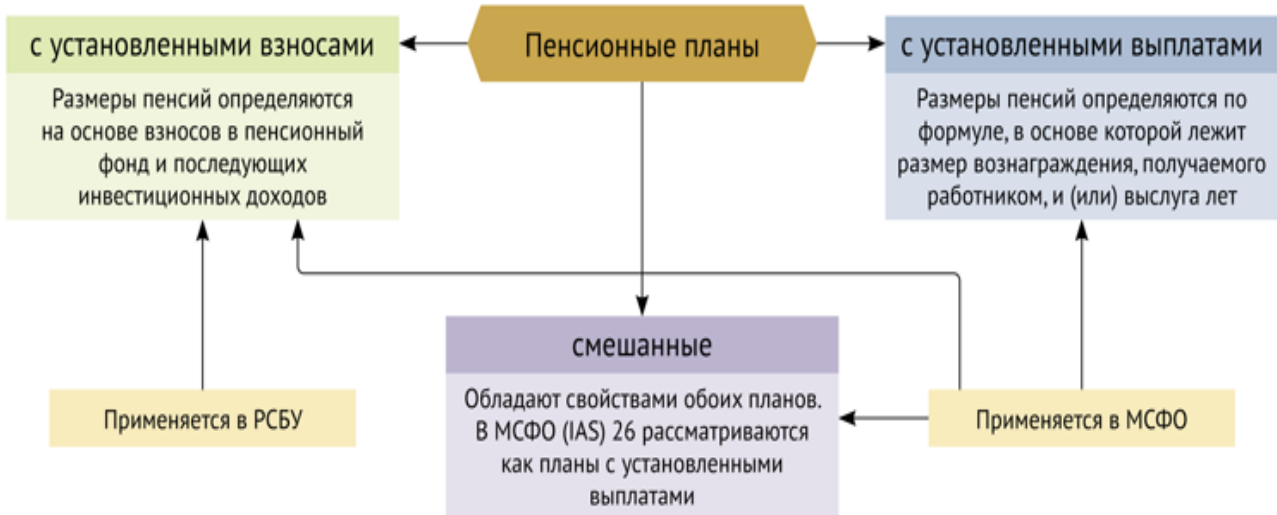 Пенсионные планы
с установленными взносами
Размеры пенсий определяются
на основе взносов в пенсионный
фонд и последующих
инвестиционных доходов
с установленными выплатами
Размеры пенсий определяются по
формуле, в основе которой лежит
размер вознаграждения, получаемого
работником, и (или) выслуга лет
смешанные
Обладают свойствами обоих планов.
В МСФО (IAS) 26 рассматриваются
как планы с установленными
выплатами
Применяется в РСБУ
Применяется в МСФО